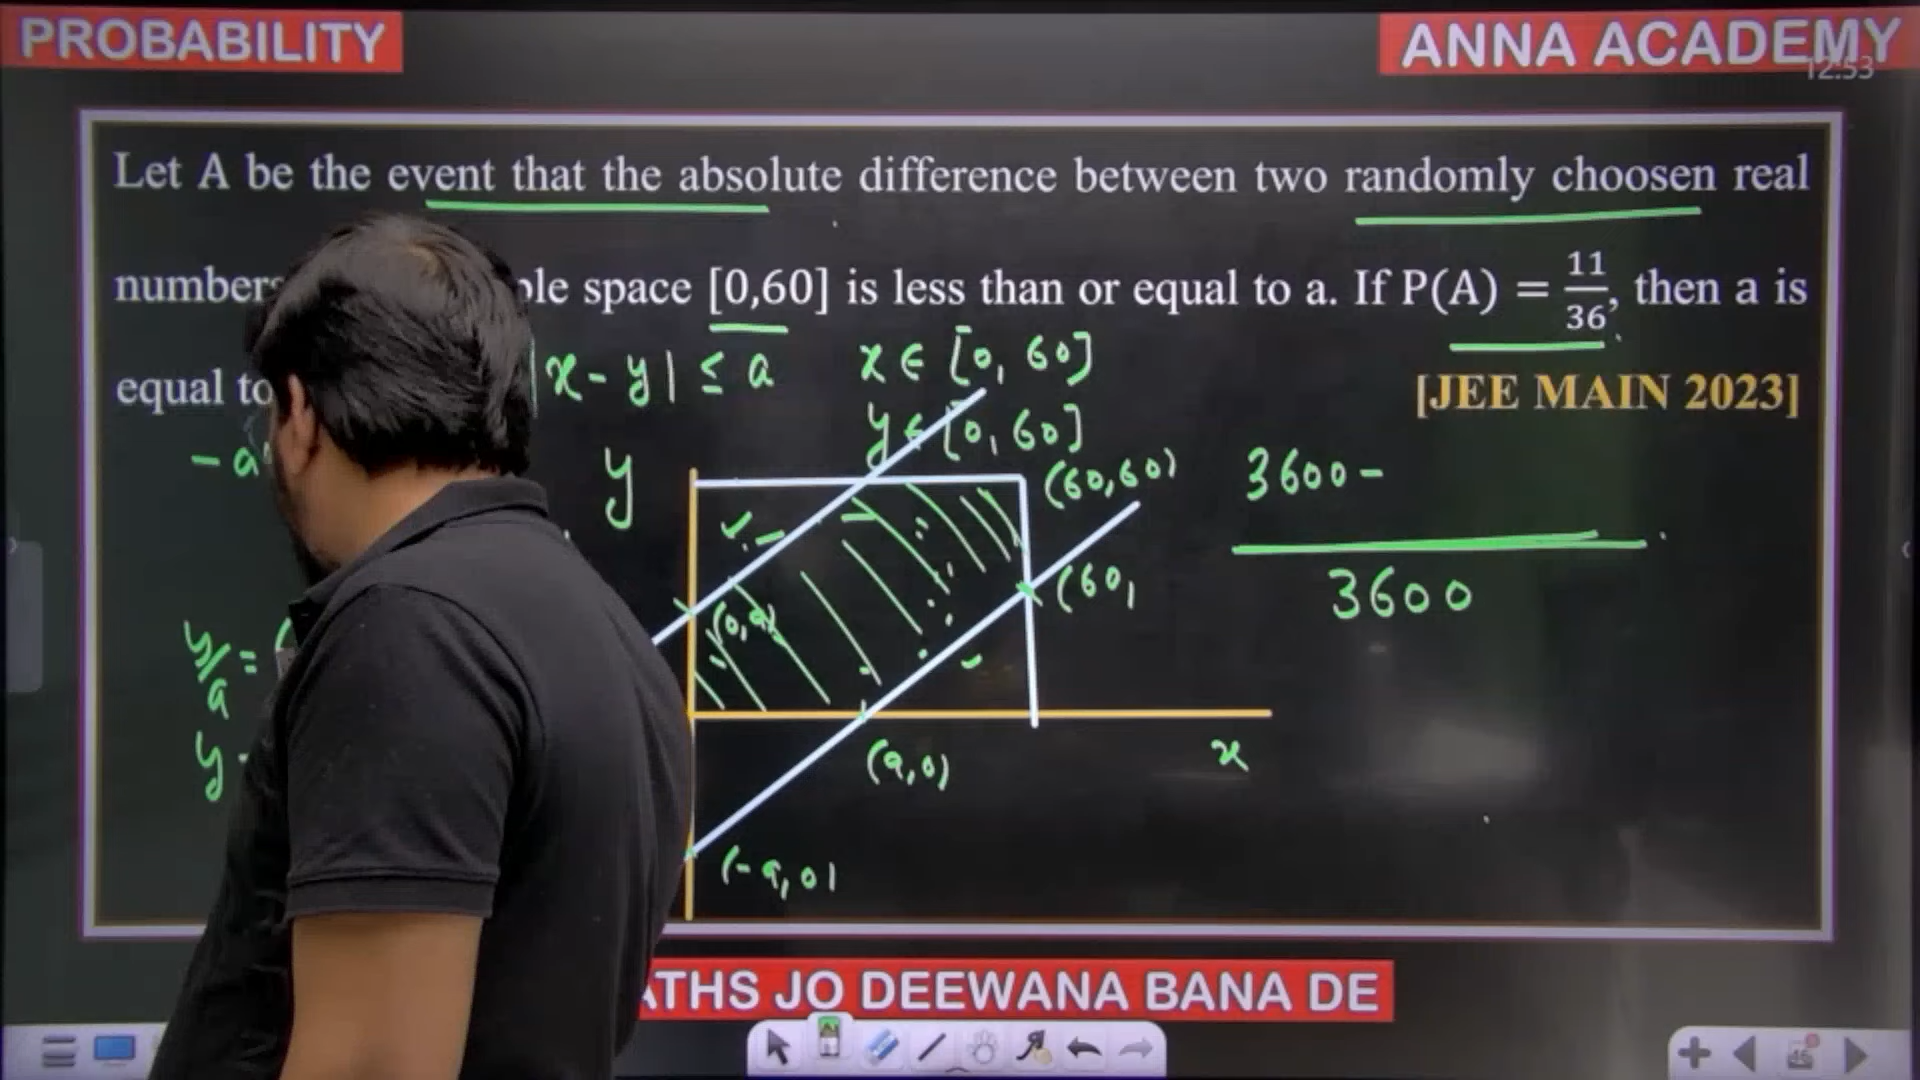 PROBABILITY
ANNA ACADEMY
12:53
Let A be the event that the absolute difference between two randomly choosen real
numbers ple space [0,60] is less than or equal to a. If P(A) = 11/36, then a is
equal to
[JEE MAIN 2023]
|x - y| ≤ a
x ∈ [0, 60]
y ∈ [0, 60]
- a
y
(60,60)
3600 -
3600
(60,
(0,a)
y/a =
y -
(a,0)
x
(-a,0)
ATHS JO DEEWANA BANA DE
46